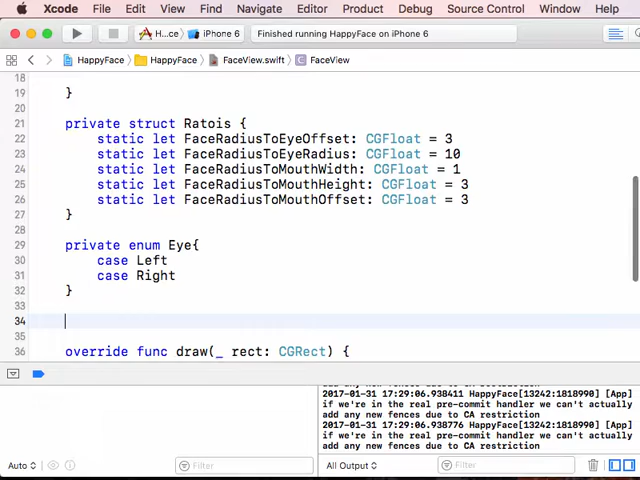 Xcode File Edit View Find Navigate Editor Product Debug Source Control Window Help
H...ce iPhone 6 Finished running HappyFace on iPhone 6
HappyFace HappyFace FaceView.swift FaceView
18
19 }
20
21 private struct Ratois {
22 static let FaceRadiusToEyeOffset: CGFloat = 3
23 static let FaceRadiusToEyeRadius: CGFloat = 10
24 static let FaceRadiusToMouthWidth: CGFloat = 1
25 static let FaceRadiusToMouthHeight: CGFloat = 3
26 static let FaceRadiusToMouthOffset: CGFloat = 3
27 }
28
29 private enum Eye{
30 case Left
31 case Right
32 }
33
34
35
36 override func draw(_ rect: CGRect) {
2017-01-31 17:29:06.938411 HappyFace[13242:1818990] [App]
if we're in the real pre-commit handler we can't actually
add any new fences due to CA restriction
2017-01-31 17:29:06.938776 HappyFace[13242:1818990] [App]
if we're in the real pre-commit handler we can't actually
add any new fences due to CA restriction
Auto Filter All Output Filter